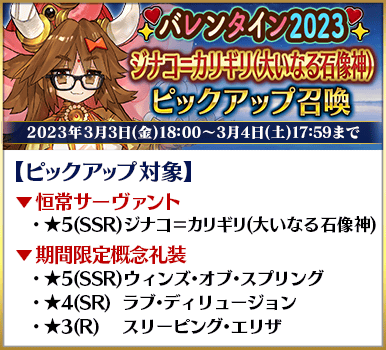 バレンタイン2023
ジナコ=カリギリ(大いなる石像神)
ピックアップ召喚
2023年3月3日(金)18:00～3月4日(土)17:59まで
【ピックアップ対象】
▼恒常サーヴァント
・★5(SSR)ジナコ=カリギリ(大いなる石像神)
▼期間限定概念礼装
・★5(SSR)ウィンズ・オブ・スプリング
・★4(SR) ラブ・ディリュージョン
・★3(R) スリーピング・エリザ